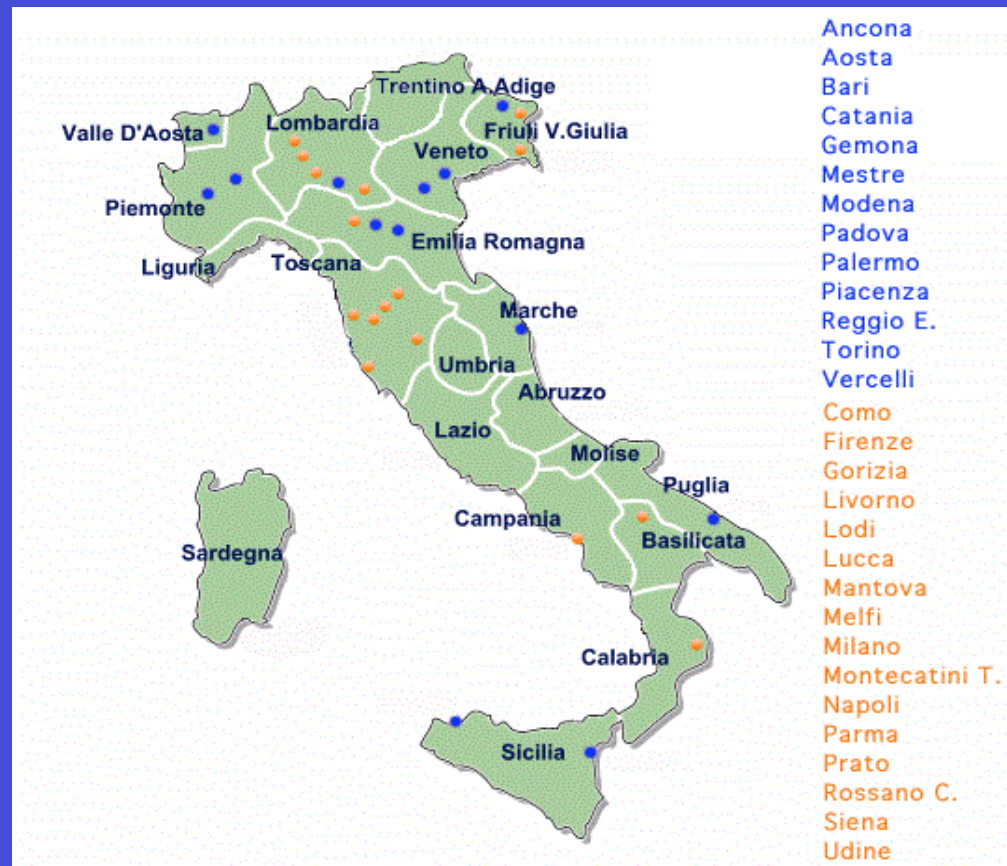 Trentino A.Adige
Valle D'Aosta
Lombardia
Friuli V.Giulia
Veneto
Piemonte
Emilia Romagna
Liguria
Toscana
Marche
Umbria
Abruzzo
Lazio
Molise
Puglia
Campania
Basilicata
Sardegna
Calabria
Sicilia
Ancona
Aosta
Bari
Catania
Gemona
Mestre
Modena
Padova
Palermo
Piacenza
Reggio E.
Torino
Vercelli
Como
Firenze
Gorizia
Livorno
Lodi
Lucca
Mantova
Melfi
Milano
Montecatini T.
Napoli
Parma
Prato
Rossano C.
Siena
Udine